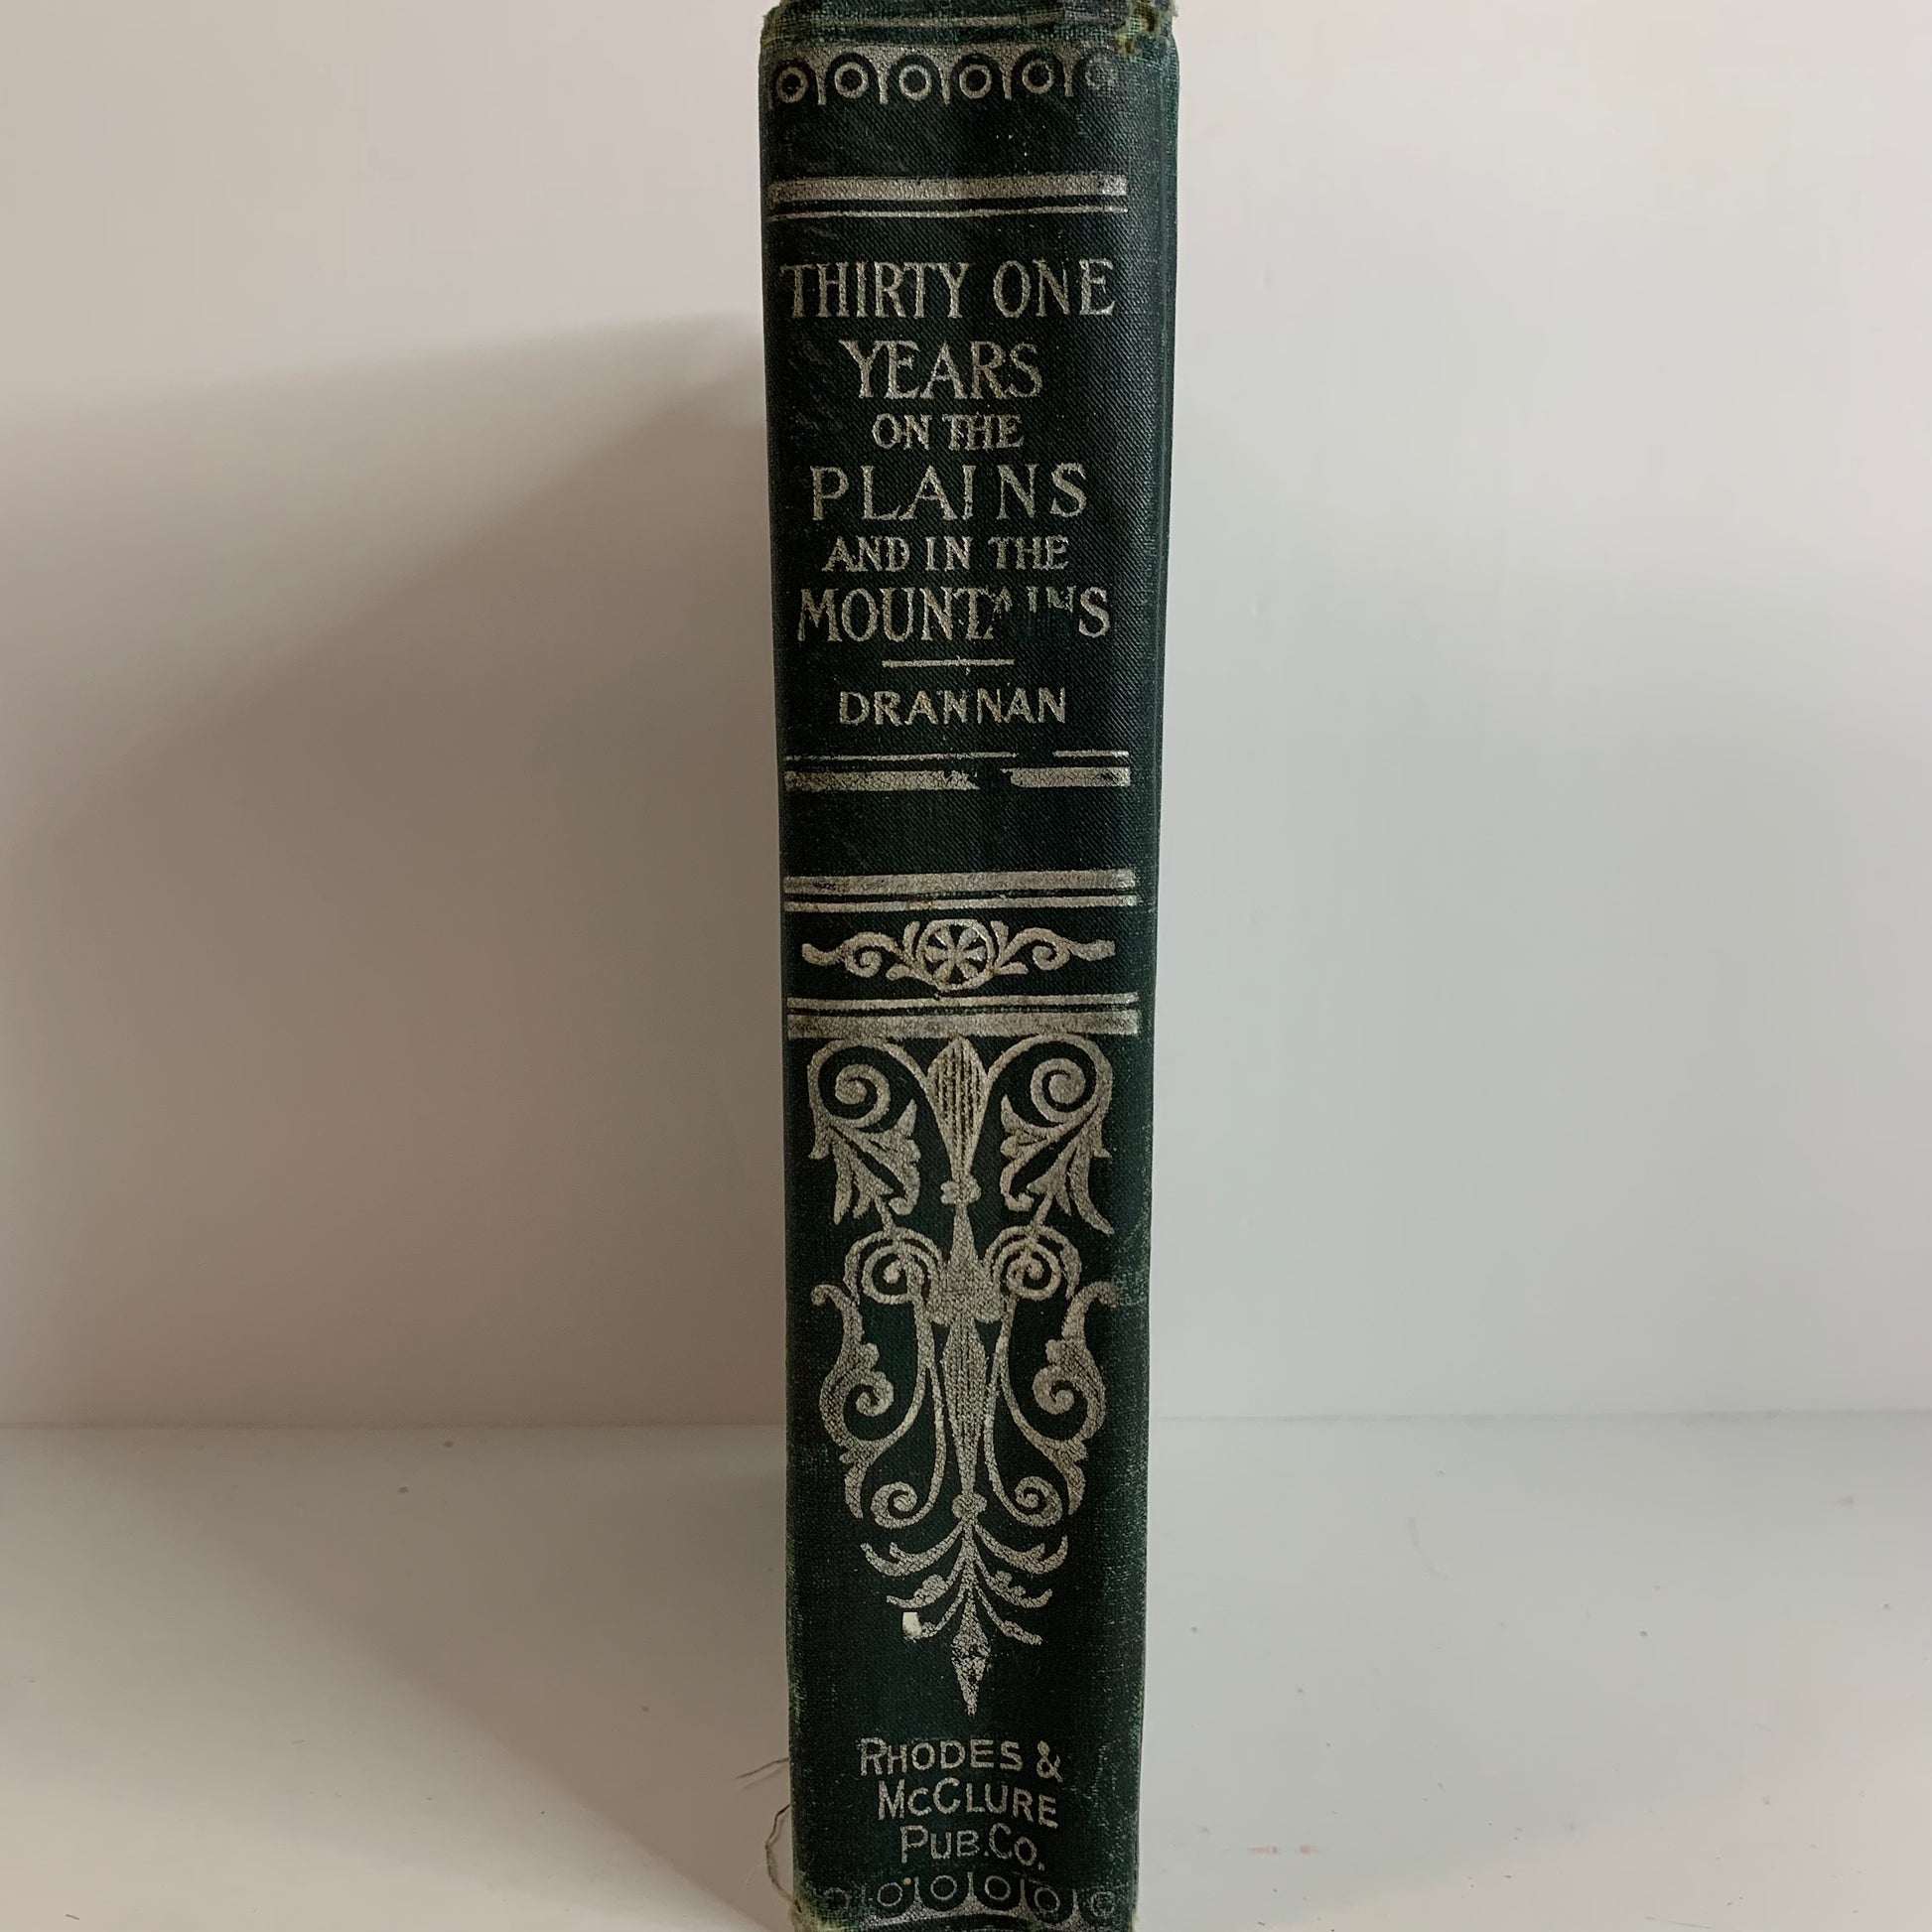 THIRTY ONE
YEARS
ON THE
PLAINS
AND IN THE
MOUNTAINS
DRANNAN
RHODES &
MCCLURE
PUB. CO.